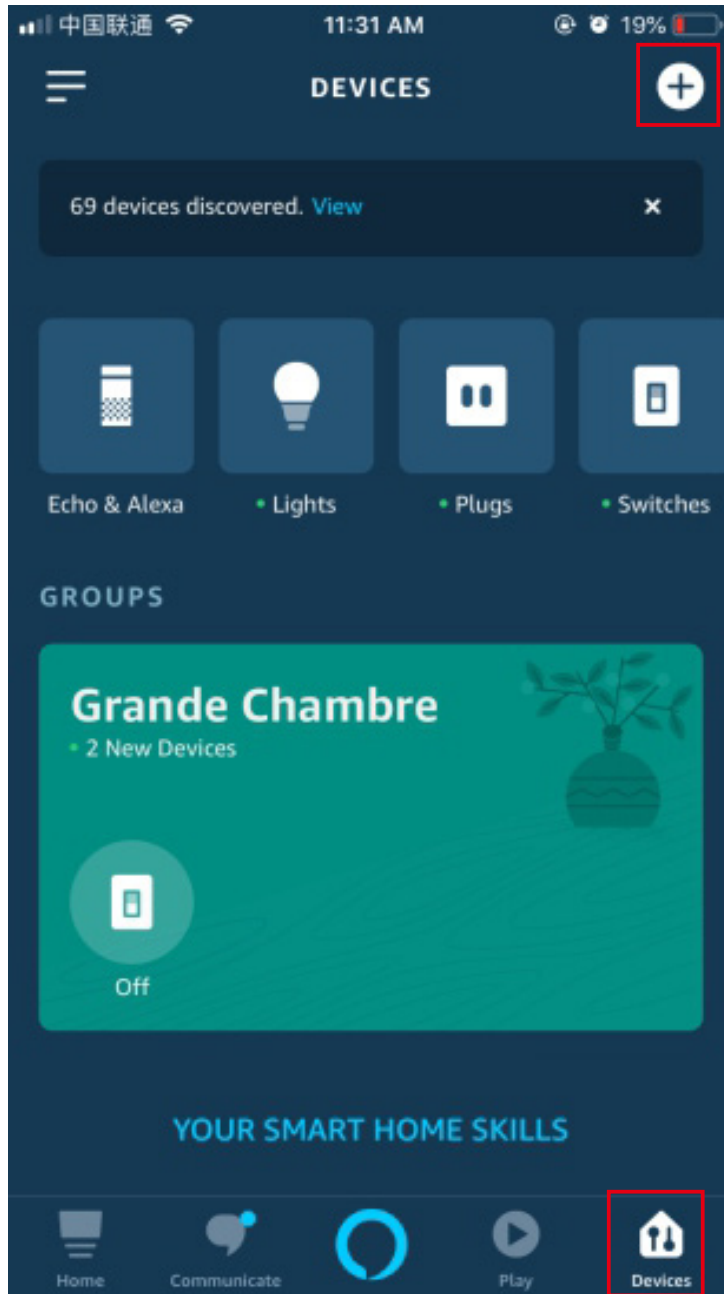 中国联通 11:31 AM 19%
DEVICES
69 devices discovered. View
Echo & Alexa Lights Plugs Switches
GROUPS
Grande Chambre
2 New Devices
Off
YOUR SMART HOME SKILLS
Home Communicate Play Devices